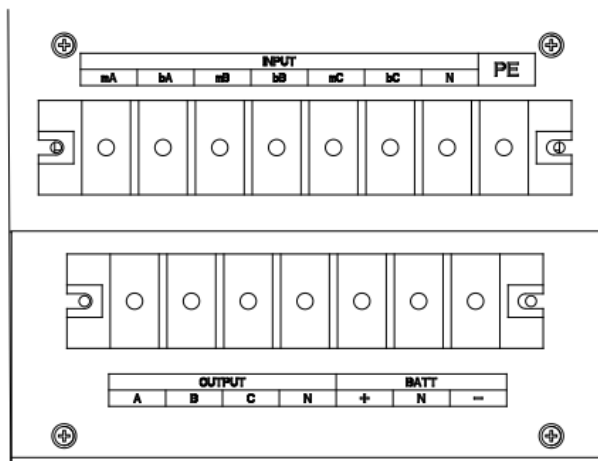 INPUT PE
mA bA mB bB mC bC N
OUTPUT BATT
A B C N + N -